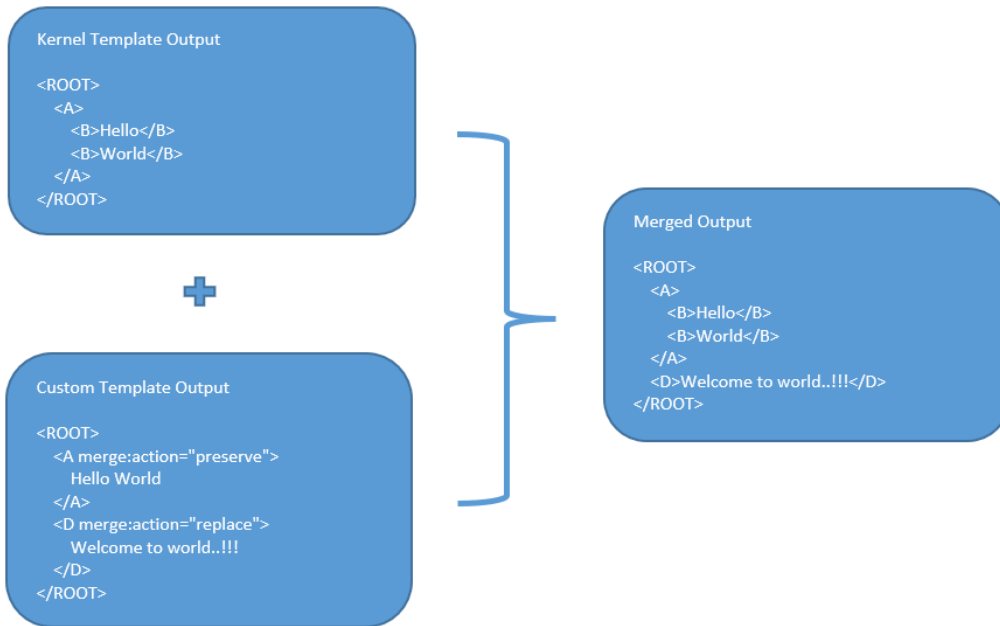 Kernel Template Output
<ROOT>
<A>
<B>Hello</B>
<B>World</B>
</A>
</ROOT>
Custom Template Output
<ROOT>
<A merge:action="preserve">
Hello World
</A>
<D merge:action="replace">
Welcome to world..!!!
</D>
</ROOT>
Merged Output
<ROOT>
<A>
<B>Hello</B>
<B>World</B>
</A>
<D>Welcome to world..!!!</D>
</ROOT>